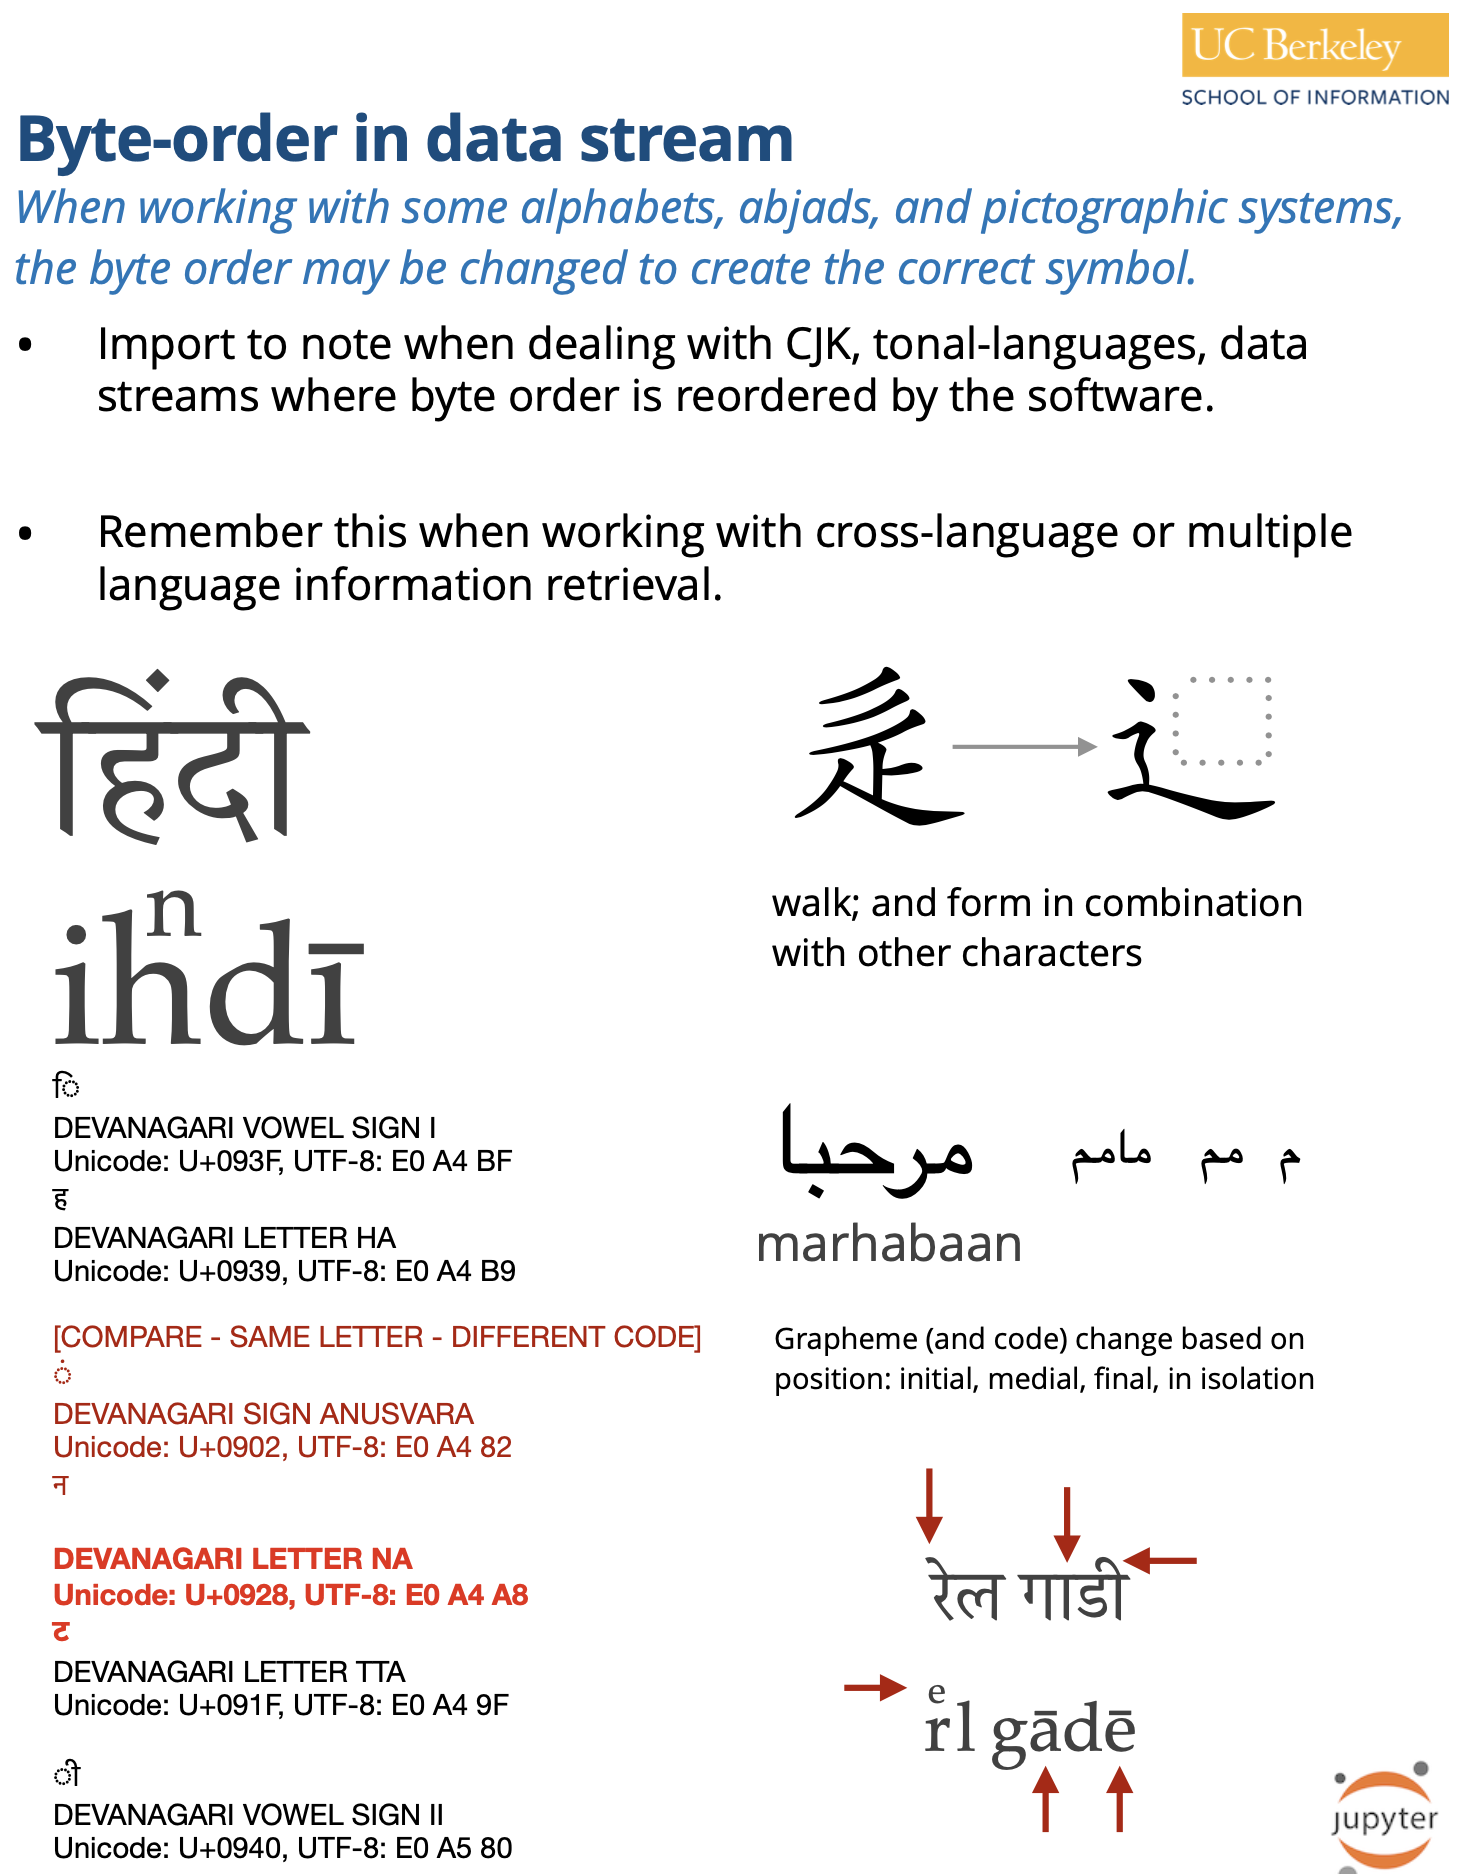 UC Berkeley
SCHOOL OF INFORMATION
Byte-order in data stream
When working with some alphabets, abjads, and pictographic systems,
the byte order may be changed to create the correct symbol.
• Import to note when dealing with CJK, tonal-languages, data
streams where byte order is reordered by the software.
• Remember this when working with cross-language or multiple
language information retrieval.
हिंदी
ihⁿdī
ि
DEVANAGARI VOWEL SIGN I
Unicode: U+093F, UTF-8: E0 A4 BF
ह
DEVANAGARI LETTER HA
Unicode: U+0939, UTF-8: E0 A4 B9
[COMPARE - SAME LETTER - DIFFERENT CODE]
ं
DEVANAGARI SIGN ANUSVARA
Unicode: U+0902, UTF-8: E0 A4 82
न
DEVANAGARI LETTER NA
Unicode: U+0928, UTF-8: E0 A4 A8
ट
DEVANAGARI LETTER TTA
Unicode: U+091F, UTF-8: E0 A4 9F
ी
DEVANAGARI VOWEL SIGN II
Unicode: U+0940, UTF-8: E0 A5 80
辵 → 辶
walk; and form in combination
with other characters
مرحبا م مم مامم
marhabaan
Grapheme (and code) change based on
position: initial, medial, final, in isolation
रेल गाडी
e
rl gādē
jupyter